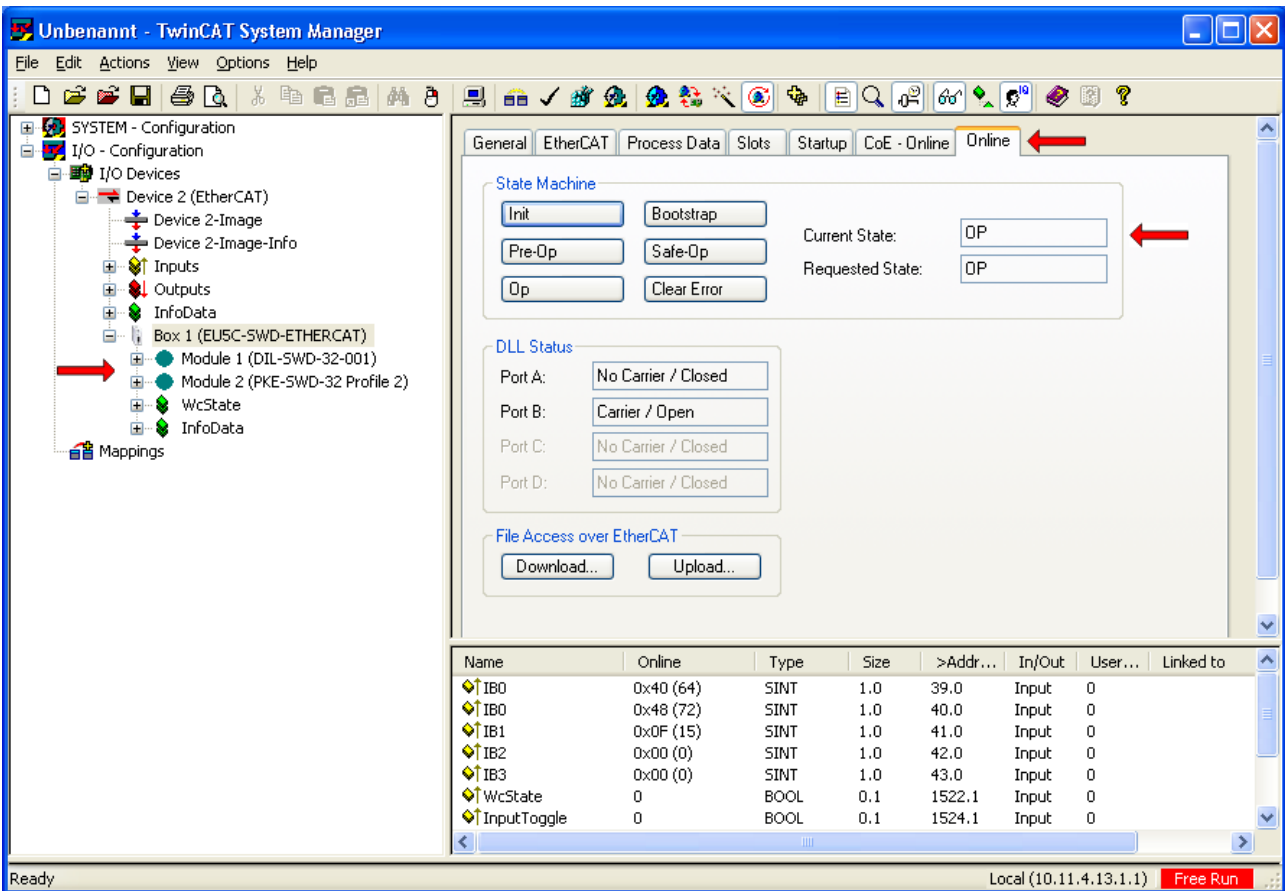 Unbenannt - TwinCAT System Manager
File Edit Actions View Options Help
SYSTEM - Configuration
I/O - Configuration
I/O Devices
Device 2 (EtherCAT)
Device 2-Image
Device 2-Image-Info
Inputs
Outputs
InfoData
Box 1 (EU5C-SWD-ETHERCAT)
Module 1 (DIL-SWD-32-001)
Module 2 (PKE-SWD-32 Profile 2)
WcState
InfoData
Mappings
General EtherCAT Process Data Slots Startup CoE - Online Online
State Machine
Init Bootstrap
Pre-Op Safe-Op
Op Clear Error
Current State: OP
Requested State: OP
DLL Status
Port A: No Carrier / Closed
Port B: Carrier / Open
Port C: No Carrier / Closed
Port D: No Carrier / Closed
File Access over EtherCAT
Download... Upload...
Name Online Type Size >Addr... In/Out User... Linked to
IB0 0x40 (64) SINT 1.0 39.0 Input 0
IB0 0x48 (72) SINT 1.0 40.0 Input 0
IB1 0x0F (15) SINT 1.0 41.0 Input 0
IB2 0x00 (0) SINT 1.0 42.0 Input 0
IB3 0x00 (0) SINT 1.0 43.0 Input 0
WcState 0 BOOL 0.1 1522.1 Input 0
InputToggle 0 BOOL 0.1 1524.1 Input 0
Ready Local (10.11.4.13.1.1) Free Run